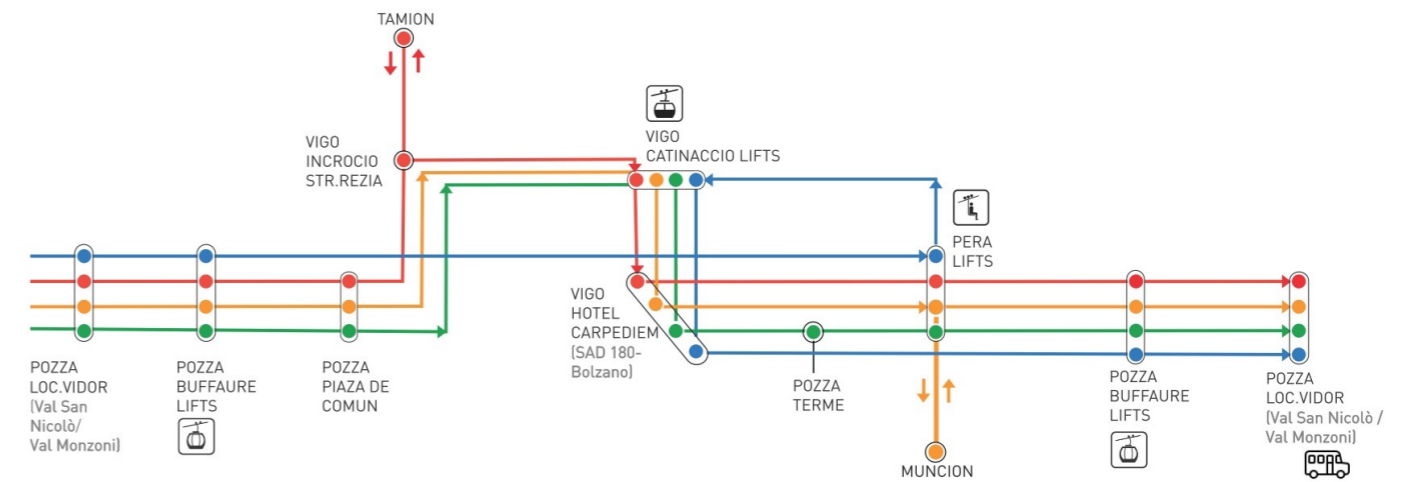 TAMION
VIGO
INCROCIO
STR.REZIA
VIGO
CATINACCIO LIFTS
PERA
LIFTS
VIGO
HOTEL
CARPEDIEM
(SAD 180-
Bolzano)
POZZA
LOC.VIDOR
(Val San
Nicolò/
Val Monzoni)
POZZA
BUFFAURE
LIFTS
POZZA
PIAZA DE
COMUN
POZZA
TERME
MUNCION
POZZA
BUFFAURE
LIFTS
POZZA
LOC.VIDOR
(Val San Nicolò /
Val Monzoni)